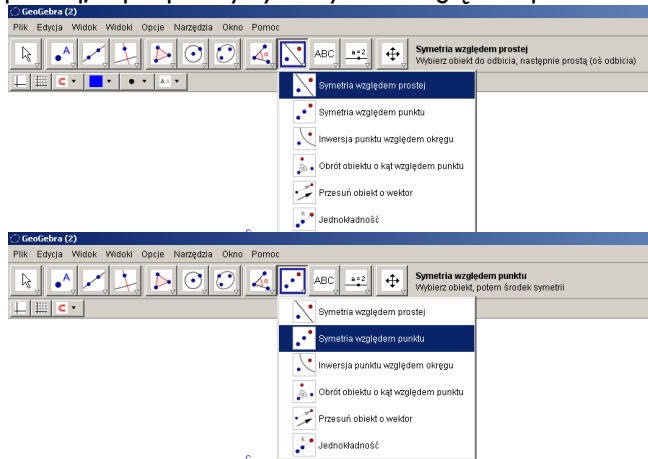 GeoGebra (2)
Plik Edycja Widok Widoki Opcje Narzędzia Okno Pomoc
A
α
ABC
a=2
Symetria względem prostej
Wybierz obiekt do odbicia, następnie prostą (oś odbicia)
AA
Symetria względem prostej
Symetria względem punktu
Inwersja punktu względem okręgu
Obrót obiektu o kąt względem punktu
Przesuń obiekt o wektor
Jednokładność
GeoGebra (2)
Plik Edycja Widok Widoki Opcje Narzędzia Okno Pomoc
A
α
ABC
a=2
Symetria względem punktu
Wybierz obiekt, potem środek symetrii
Symetria względem prostej
Symetria względem punktu
Inwersja punktu względem okręgu
Obrót obiektu o kąt względem punktu
Przesuń obiekt o wektor
Jednokładność